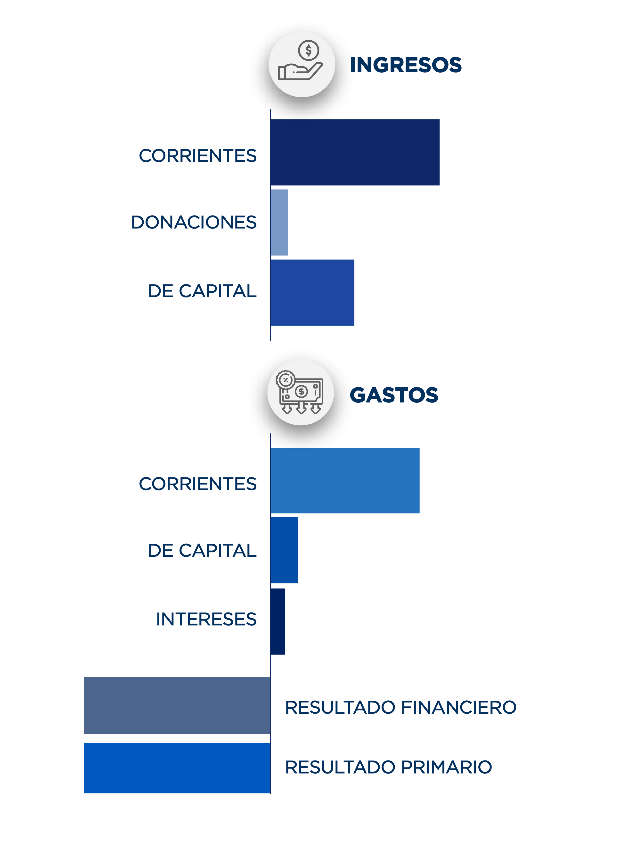 INGRESOS
CORRIENTES
DONACIONES
DE CAPITAL
GASTOS
CORRIENTES
DE CAPITAL
INTERESES
RESULTADO FINANCIERO
RESULTADO PRIMARIO